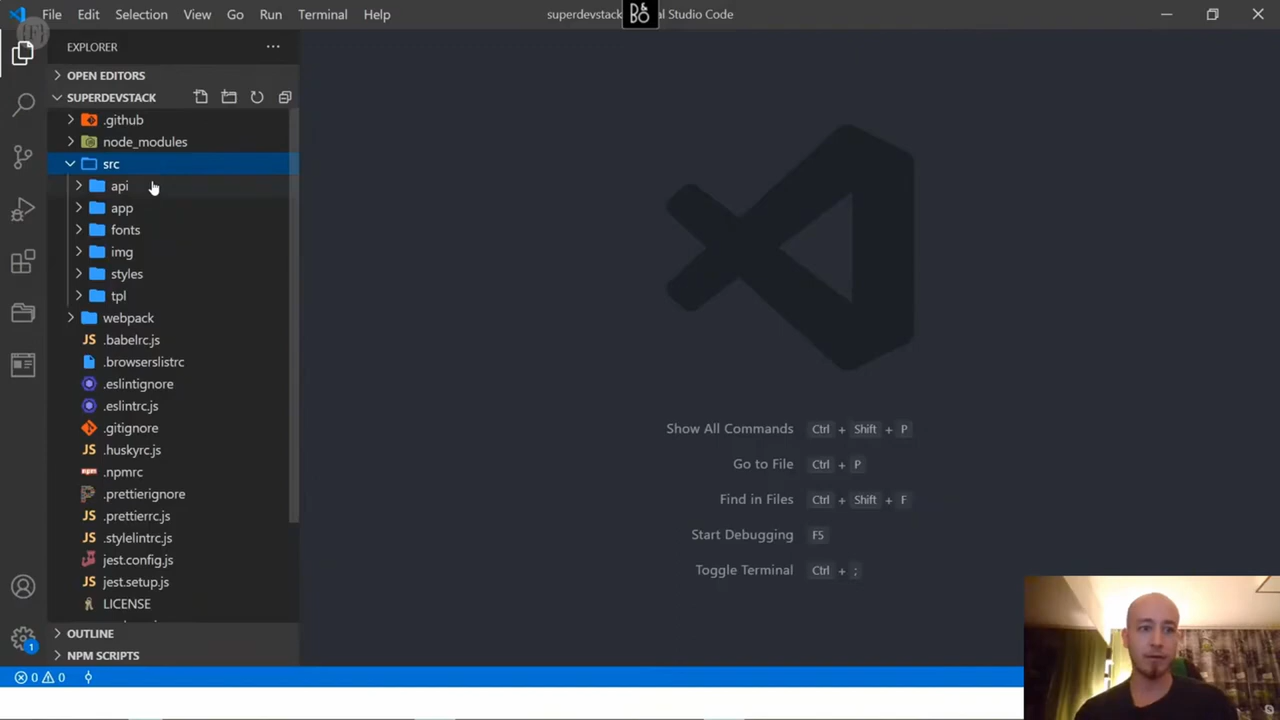 File Edit Selection View Go Run Terminal Help
superdevstack
B&O
al Studio Code
EXPLORER
OPEN EDITORS
SUPERDEVSTACK
.github
node_modules
src
api
app
fonts
img
styles
tpl
webpack
.babelrc.js
.browserslistrc
.eslintignore
.eslintrc.js
.gitignore
.huskyrc.js
.npmrc
.prettierignore
.prettierrc.js
.stylelintrc.js
jest.config.js
jest.setup.js
LICENSE
OUTLINE
NPM SCRIPTS
1
0 0
Show All Commands Ctrl + Shift + P
Go to File Ctrl + P
Find in Files Ctrl + Shift + F
Start Debugging F5
Toggle Terminal Ctrl + ;